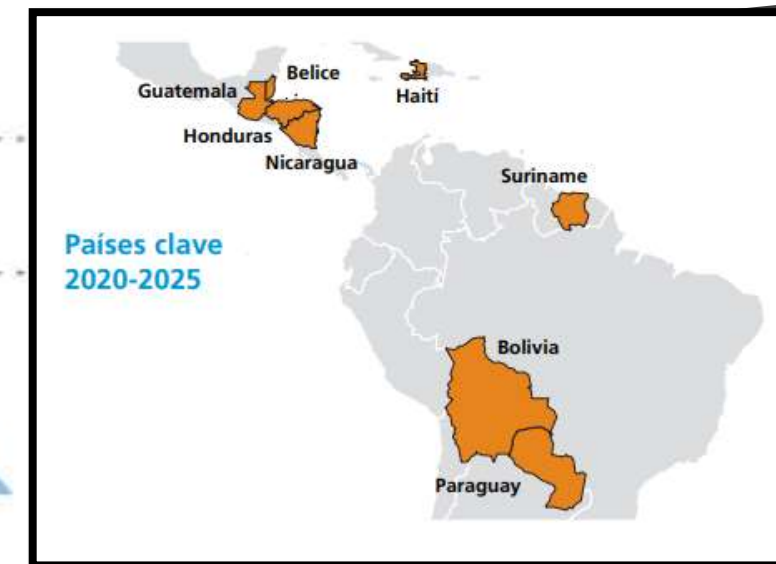 Belice
Guatemala
Haití
Honduras
Nicaragua
Suriname
Países clave
2020-2025
Bolivia
Paraguay